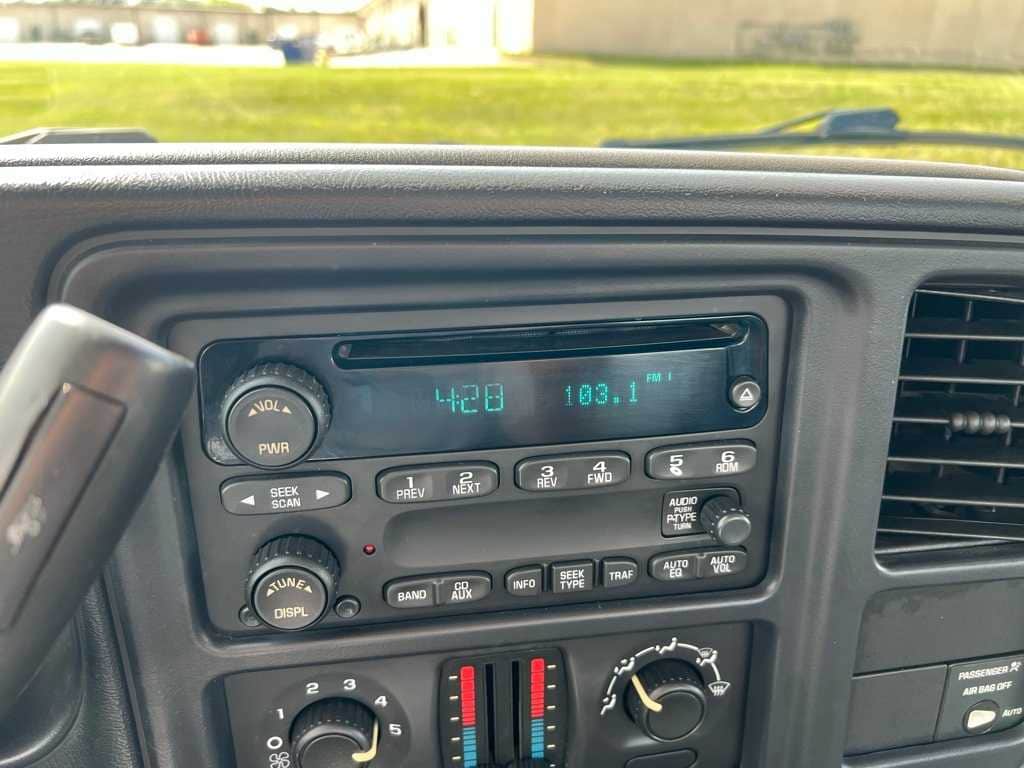 4:28 103.1 FM 1
VOL
PWR
SEEK
SCAN
1 2
PREV NEXT
3 4
REV FWD
5 6
RDM
AUDIO
PUSH
P-TYPE
TURN
TUNE
DISPL
BAND CD
AUX
INFO SEEK
TYPE
TRAF AUTO
EQ
AUTO
VOL
0 1 2 3 4 5
PASSENGER
AIR BAG OFF
AUTO